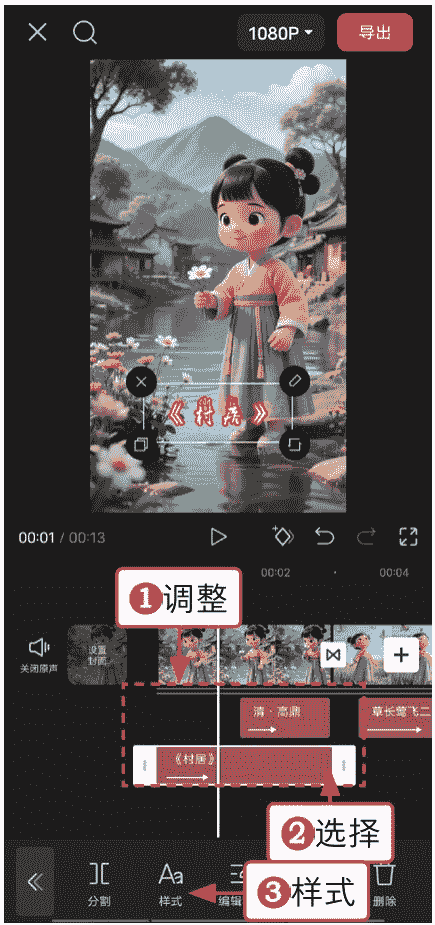 1080P
导出
《村居》
00:01 / 00:13
00:02
00:04
❶调整
关闭原声
设置
封面
清·高鼎
草长莺飞二
《村居》
❷选择
❸样式
分割
Aa
样式
编辑
删除